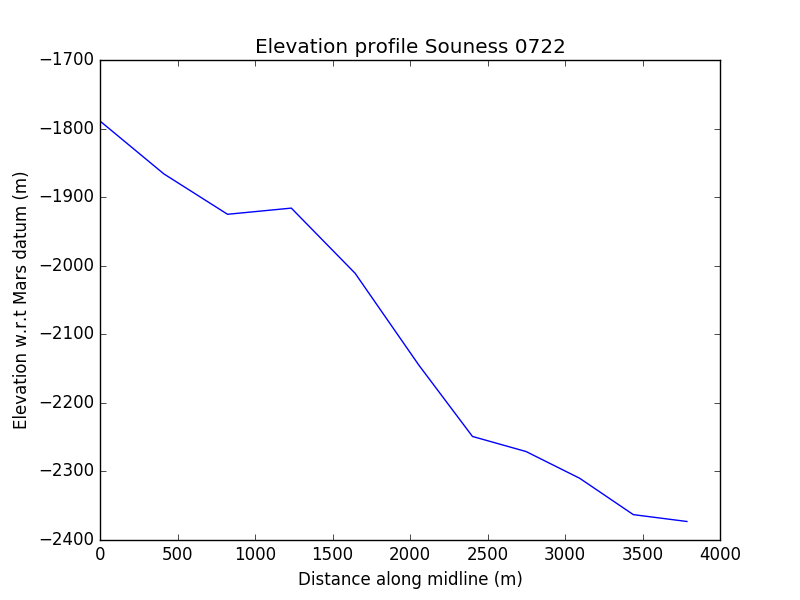 Elevation profile Souness 0722
−1700
−1800
−1900
−2000
−2100
−2200
−2300
−2400
Elevation w.r.t Mars datum (m)
0 500 1000 1500 2000 2500 3000 3500 4000
Distance along midline (m)